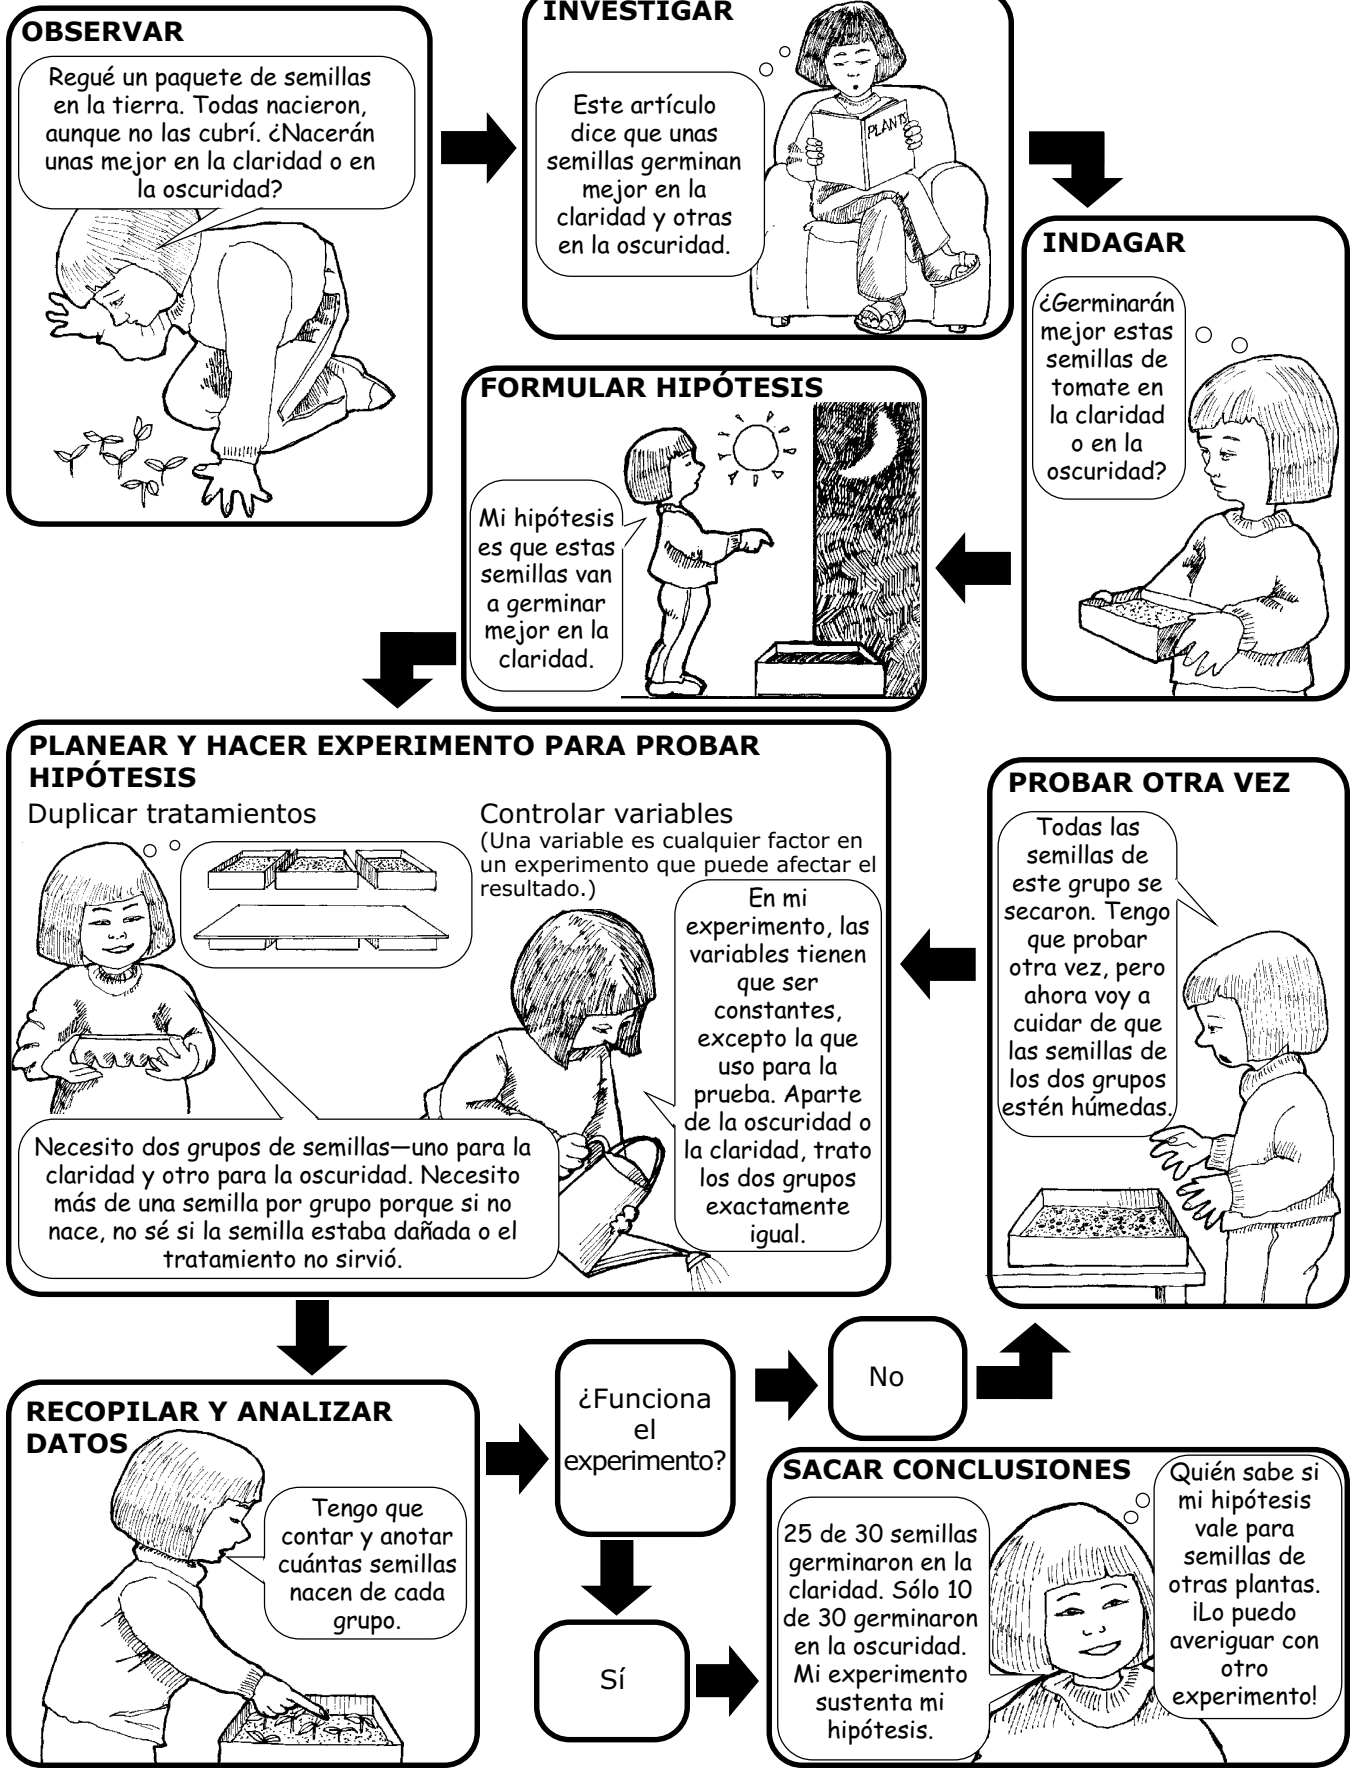 OBSERVAR
Regué un paquete de semillas
en la tierra. Todas nacieron,
aunque no las cubrí. ¿Nacerán
unas mejor en la claridad o en
la oscuridad?
INVESTIGAR
Este artículo
dice que unas
semillas germinan
mejor en la
claridad y otras
en la oscuridad.
PLANTS
INDAGAR
¿Germinarán
mejor estas
semillas de
tomate en
la claridad
o en la
oscuridad?
FORMULAR HIPÓTESIS
Mi hipótesis
es que estas
semillas van
a germinar
mejor en la
claridad.
PLANEAR Y HACER EXPERIMENTO PARA PROBAR
HIPÓTESIS
Duplicar tratamientos
Necesito dos grupos de semillas—uno para la
claridad y otro para la oscuridad. Necesito
más de una semilla por grupo porque si no
nace, no sé si la semilla estaba dañada o el
tratamiento no sirvió.
Controlar variables
(Una variable es cualquier factor en
un experimento que puede afectar el
resultado.)
En mi
experimento, las
variables tienen
que ser
constantes,
excepto la que
uso para la
prueba. Aparte
de la oscuridad o
la claridad, trato
los dos grupos
exactamente
igual.
PROBAR OTRA VEZ
Todas las
semillas de
este grupo se
secaron. Tengo
que probar
otra vez, pero
ahora voy a
cuidar de que
las semillas de
los dos grupos
estén húmedas.
RECOPILAR Y ANALIZAR
DATOS
Tengo que
contar y anotar
cuántas semillas
nacen de cada
grupo.
¿Funciona
el
experimento?
No
Sí
SACAR CONCLUSIONES
25 de 30 semillas
germinaron en la
claridad. Sólo 10
de 30 germinaron
en la oscuridad.
Mi experimento
sustenta mi
hipótesis.
Quién sabe si
mi hipótesis
vale para
semillas de
otras plantas.
¡Lo puedo
averiguar con
otro
experimento!